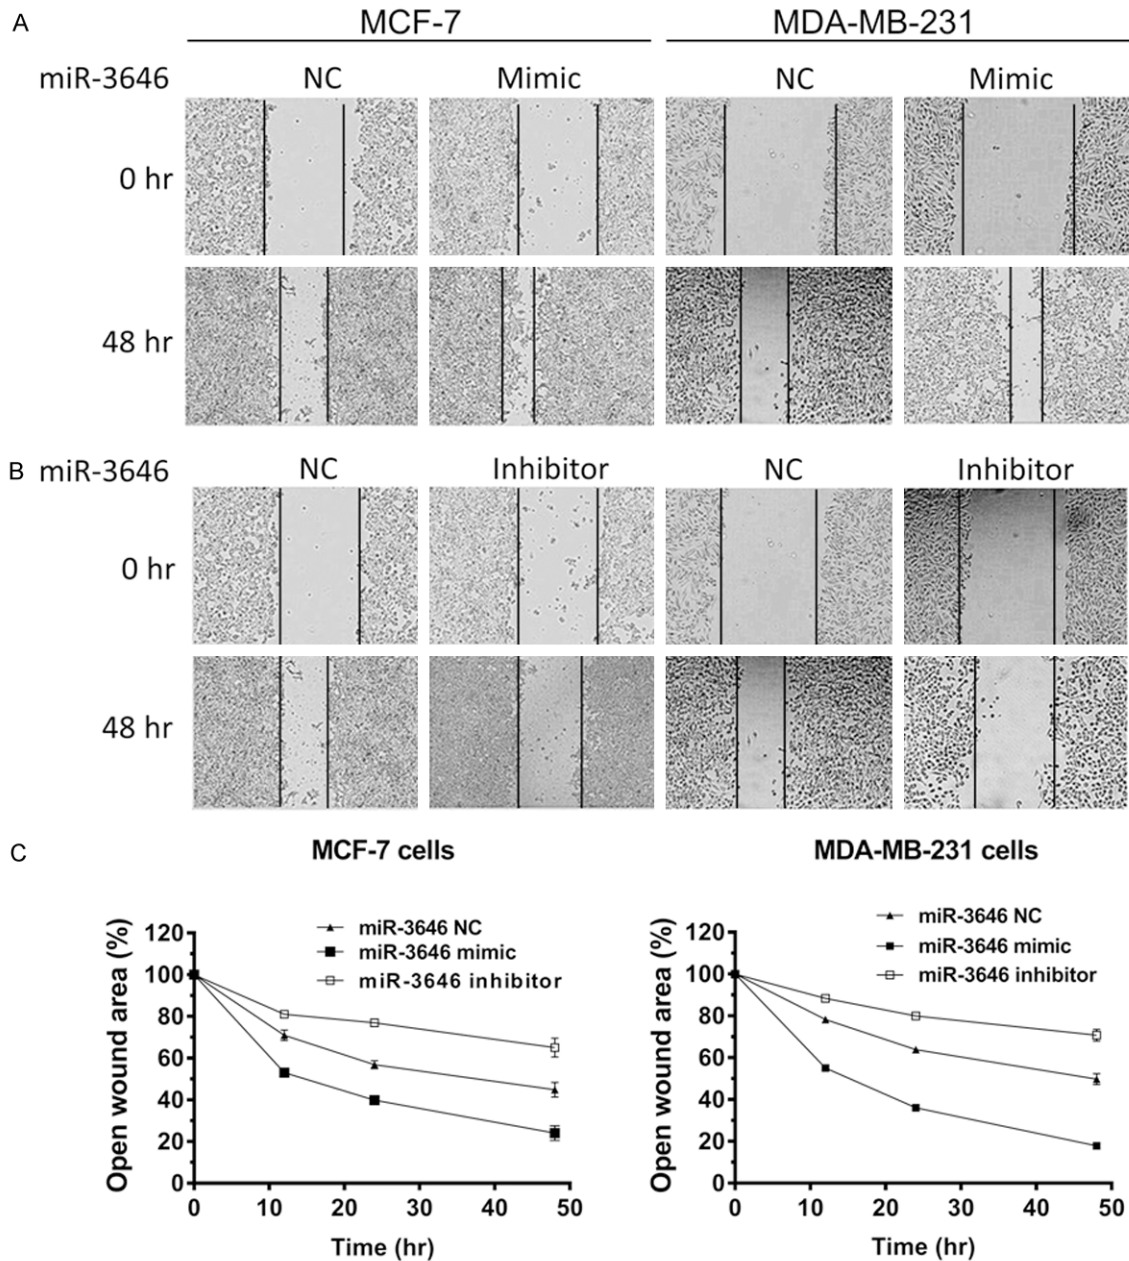 A
MCF-7 MDA-MB-231
miR-3646 NC Mimic NC Mimic
0 hr
48 hr
B miR-3646 NC Inhibitor NC Inhibitor
0 hr
48 hr
C
MCF-7 cells
Open wound area (%)
120
100
80
60
40
20
0
miR-3646 NC
miR-3646 mimic
miR-3646 inhibitor
0 10 20 30 40 50
Time (hr)
MDA-MB-231 cells
Open wound area (%)
120
100
80
60
40
20
0
miR-3646 NC
miR-3646 mimic
miR-3646 inhibitor
0 10 20 30 40 50
Time (hr)